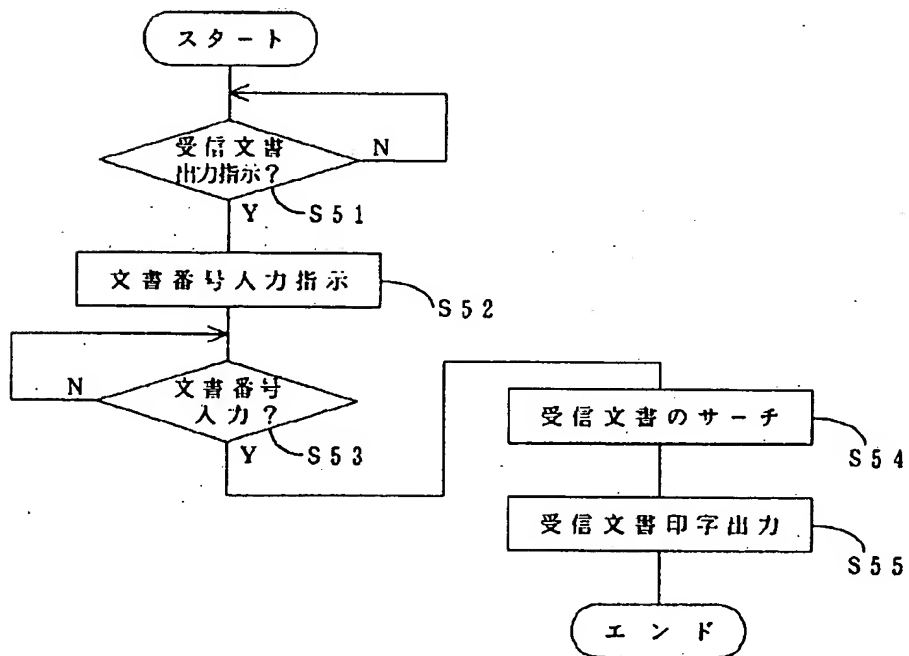 スタート
受信文書
出力指示?
N
Y
S51
文書番号入力指示
S52
文書番号
入力?
N
Y
S53
受信文書のサーチ
S54
受信文書印字出力
S55
エンド